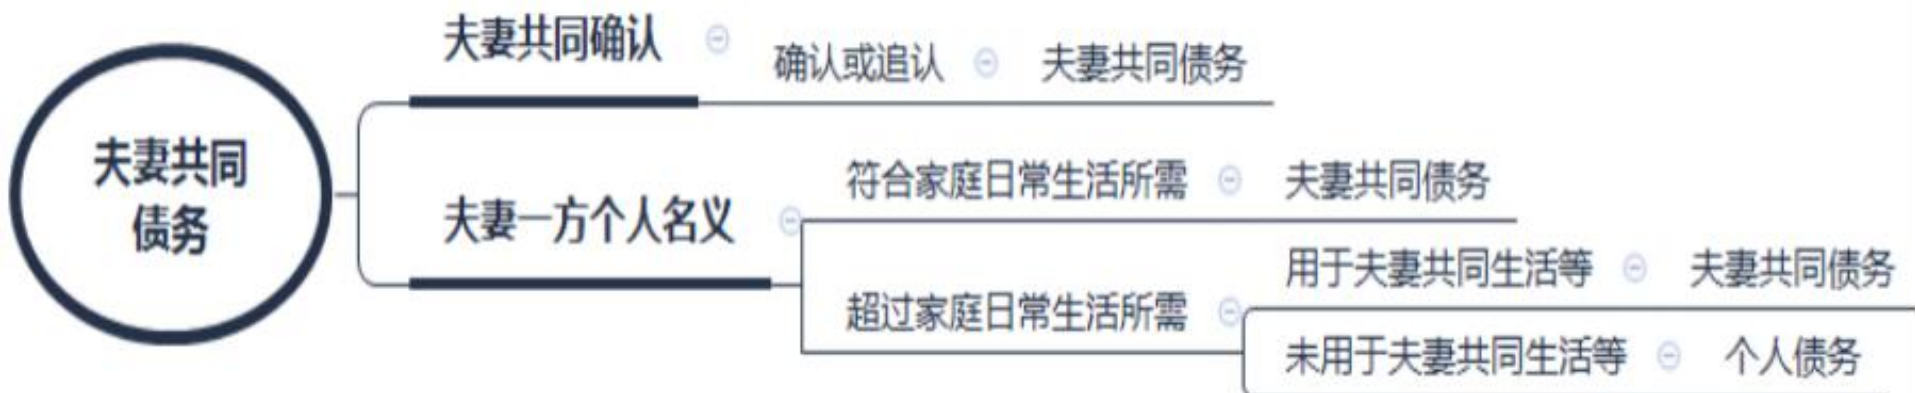 夫妻共同
债务
夫妻共同确认
确认或追认
夫妻共同债务
夫妻一方个人名义
符合家庭日常生活所需
夫妻共同债务
超过家庭日常生活所需
用于夫妻共同生活等
夫妻共同债务
未用于夫妻共同生活等
个人债务